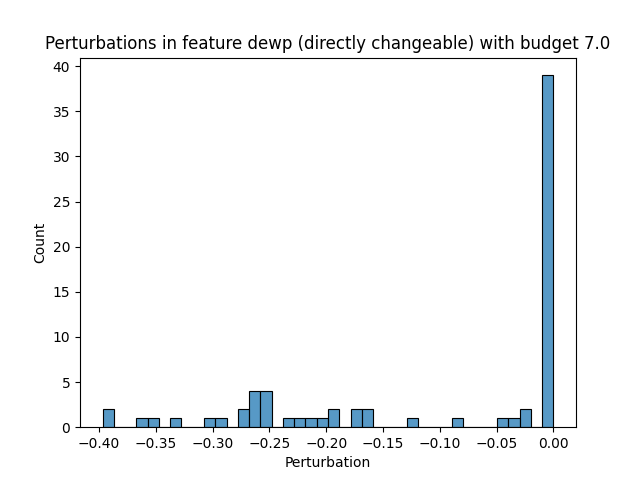 Perturbations in feature dewp (directly changeable) with budget 7.0
40
35
30
25
20
15
10
5
0
Count
−0.40 −0.35 −0.30 −0.25 −0.20 −0.15 −0.10 −0.05 0.00
Perturbation